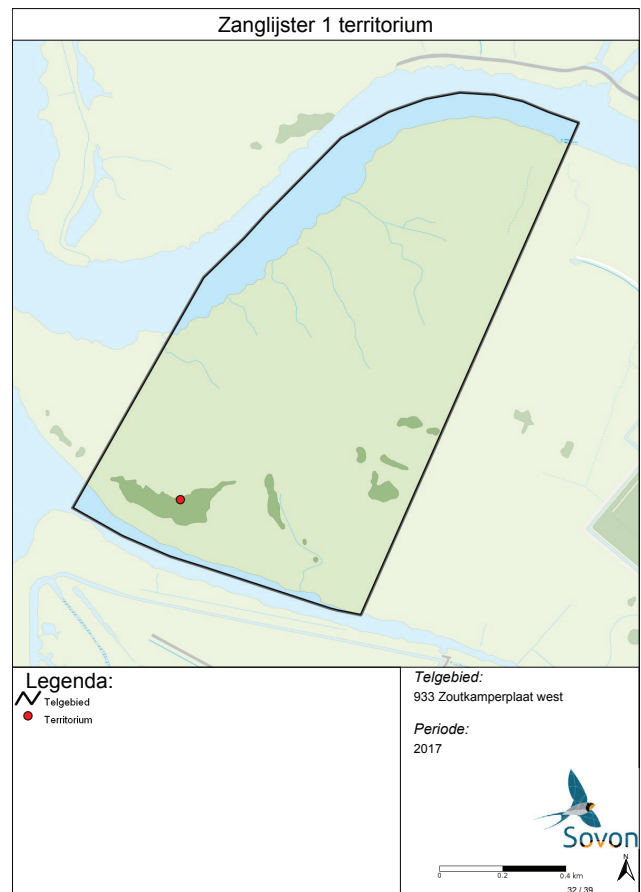 Zanglijster 1 territorium
Legenda:
Telgebied
Territorium
Telgebied:
933 Zoutkamperplaat west
Periode:
2017
Sovon
N
0 0.2 0.4 km
32 / 39